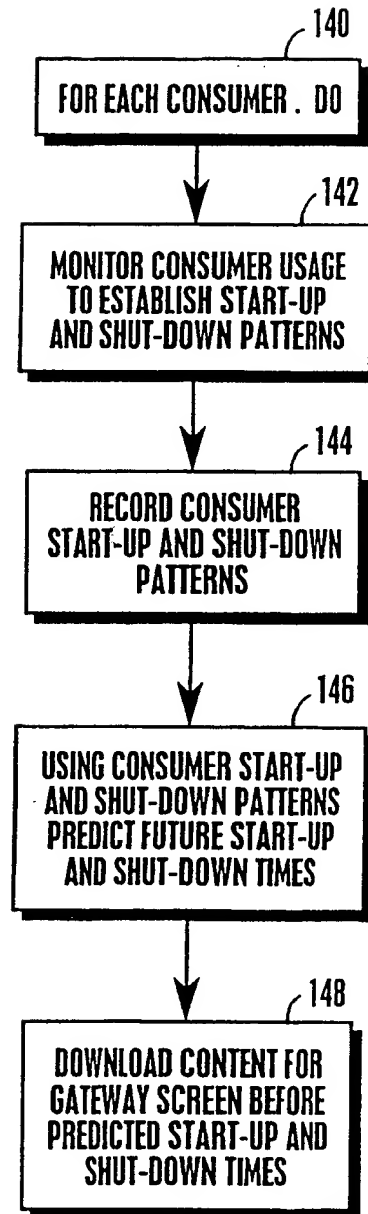 140
FOR EACH CONSUMER . DO
142
MONITOR CONSUMER USAGE
TO ESTABLISH START-UP
AND SHUT-DOWN PATTERNS
144
RECORD CONSUMER
START-UP AND SHUT-DOWN
PATTERNS
146
USING CONSUMER START-UP
AND SHUT-DOWN PATTERNS
PREDICT FUTURE START-UP
AND SHUT-DOWN TIMES
148
DOWNLOAD CONTENT FOR
GATEWAY SCREEN BEFORE
PREDICTED START-UP AND
SHUT-DOWN TIMES